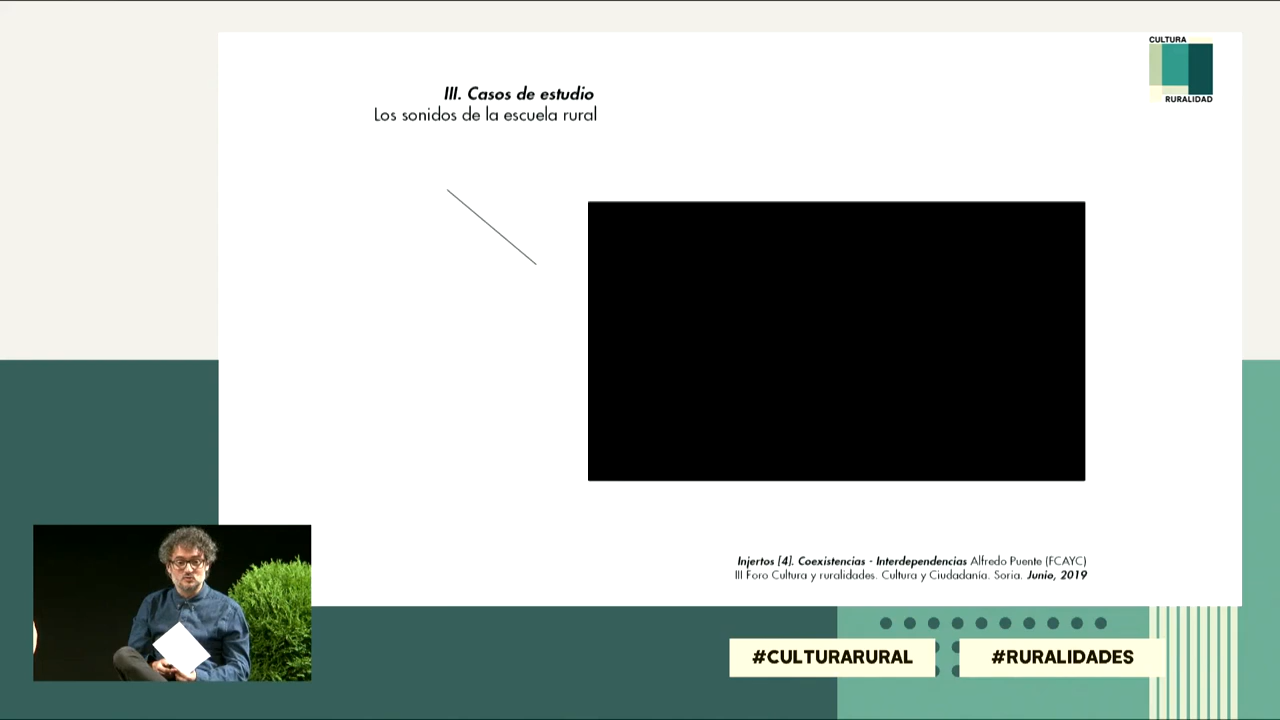 CULTURA
RURALIDAD
III. Casos de estudio
Los sonidos de la escuela rural
Injertos [4]. Coexistencias - Interdependencias Alfredo Puente (FCAYC)
III Foro Cultura y ruralidades. Cultura y Ciudadanía. Soria. Junio, 2019
#CULTURARURAL
#RURALIDADES